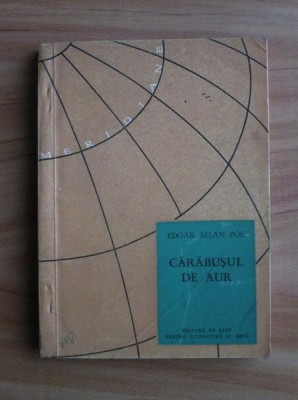 MERIDIANE
EDGAR ALLAN POE
CĂRĂBUȘUL
DE AUR
EDITURA DE STAT
PENTRU LITERATURĂ ȘI ARTĂ